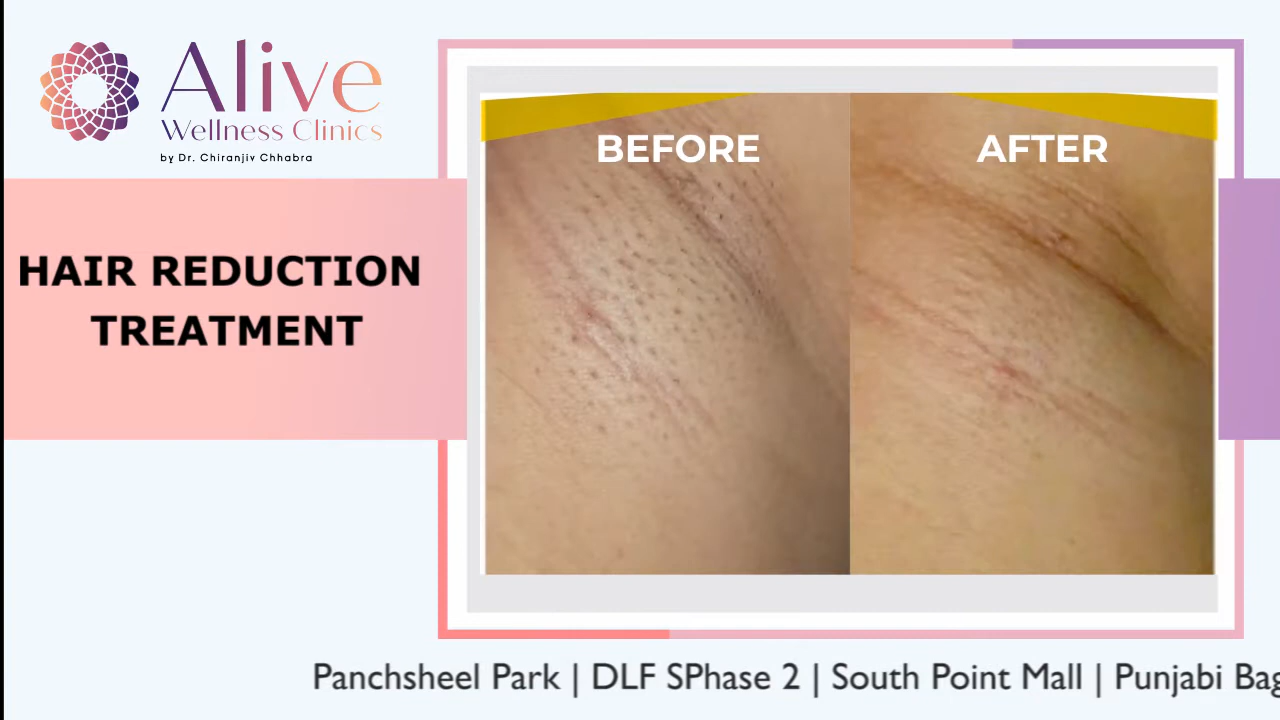 Alive
Wellness Clinics
by Dr. Chiranjiv Chhabra
HAIR REDUCTION
TREATMENT
BEFORE
AFTER
Panchsheel Park | DLF SPhase 2 | South Point Mall | Punjabi Bag